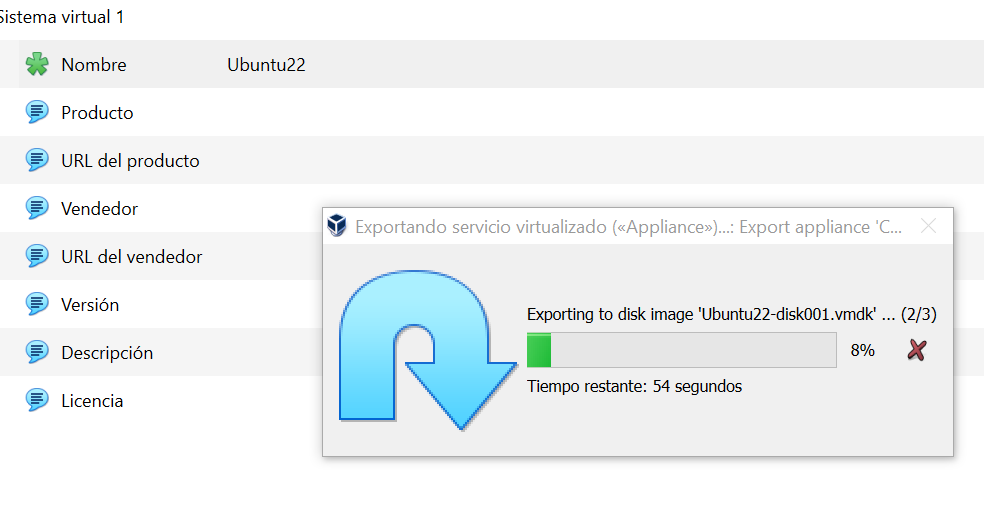 Sistema virtual 1
Nombre Ubuntu22
Producto
URL del producto
Vendedor
URL del vendedor
Versión
Descripción
Licencia
Exportando servicio virtualizado («Appliance»)...: Export appliance 'C...
Exporting to disk image 'Ubuntu22-disk001.vmdk' ... (2/3)
8%
Tiempo restante: 54 segundos